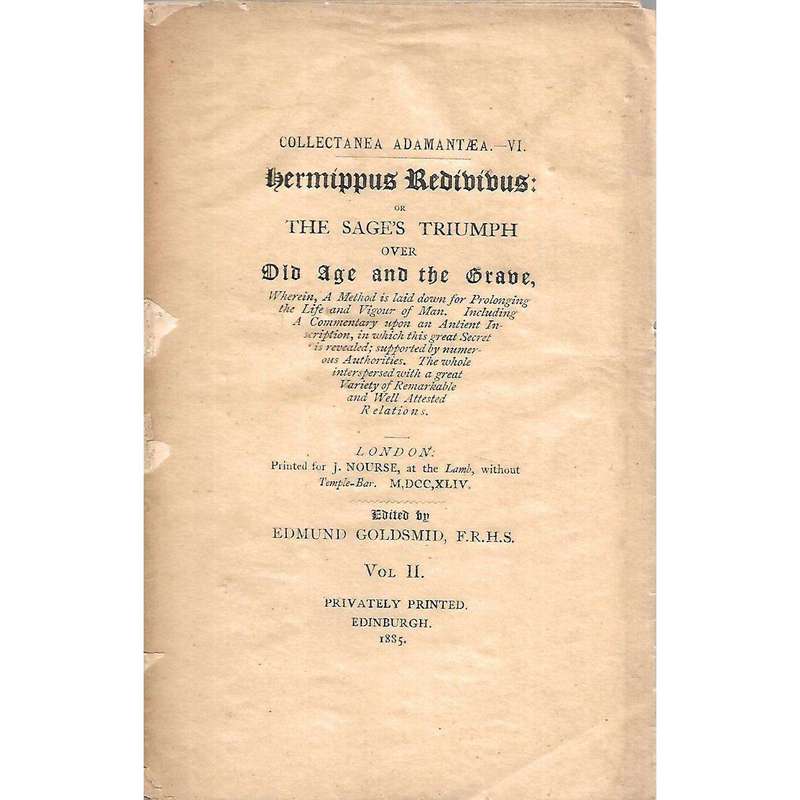 COLLECTANEA ADAMANTÆA.—VI.
Hermippus Redivivus:
OR
THE SAGE'S TRIUMPH
OVER
Old Age and the Grave,
Wherein, A Method is laid down for Prolonging
the Life and Vigour of Man. Including
A Commentary upon an Antient In-
scription, in which this great Secret
is revealed; supported by numer-
ous Authorities. The whole
interspersed with a great
Variety of Remarkable
and Well Attested
Relations.
LONDON:
Printed for J. NOURSE, at the Lamb, without
Temple-Bar. M,DCC,XLIV.
Edited by
EDMUND GOLDSMID, F.R.H.S.
VOL II.
PRIVATELY PRINTED.
EDINBURGH.
1885.